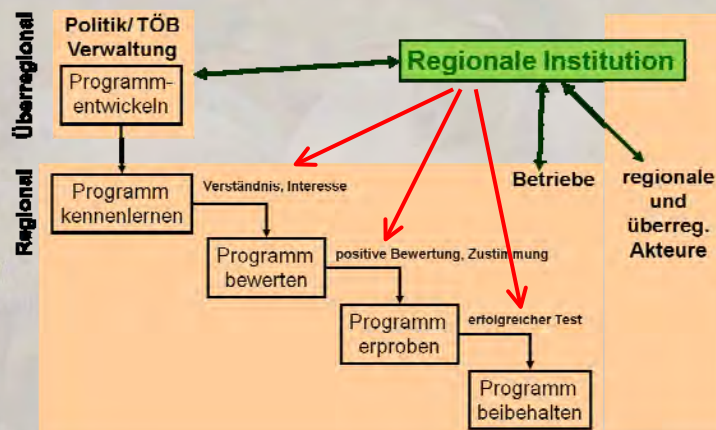 Politik/ TÖB
Verwaltung
Überregional
Programm-
entwickeln
Regionale Institution
Regional
Programm
kennenlernen
Verständnis, Interesse
Betriebe
regionale
und
überreg.
Akteure
Programm
bewerten
positive Bewertung, Zustimmung
Programm
erproben
erfolgreicher Test
Programm
beibehalten